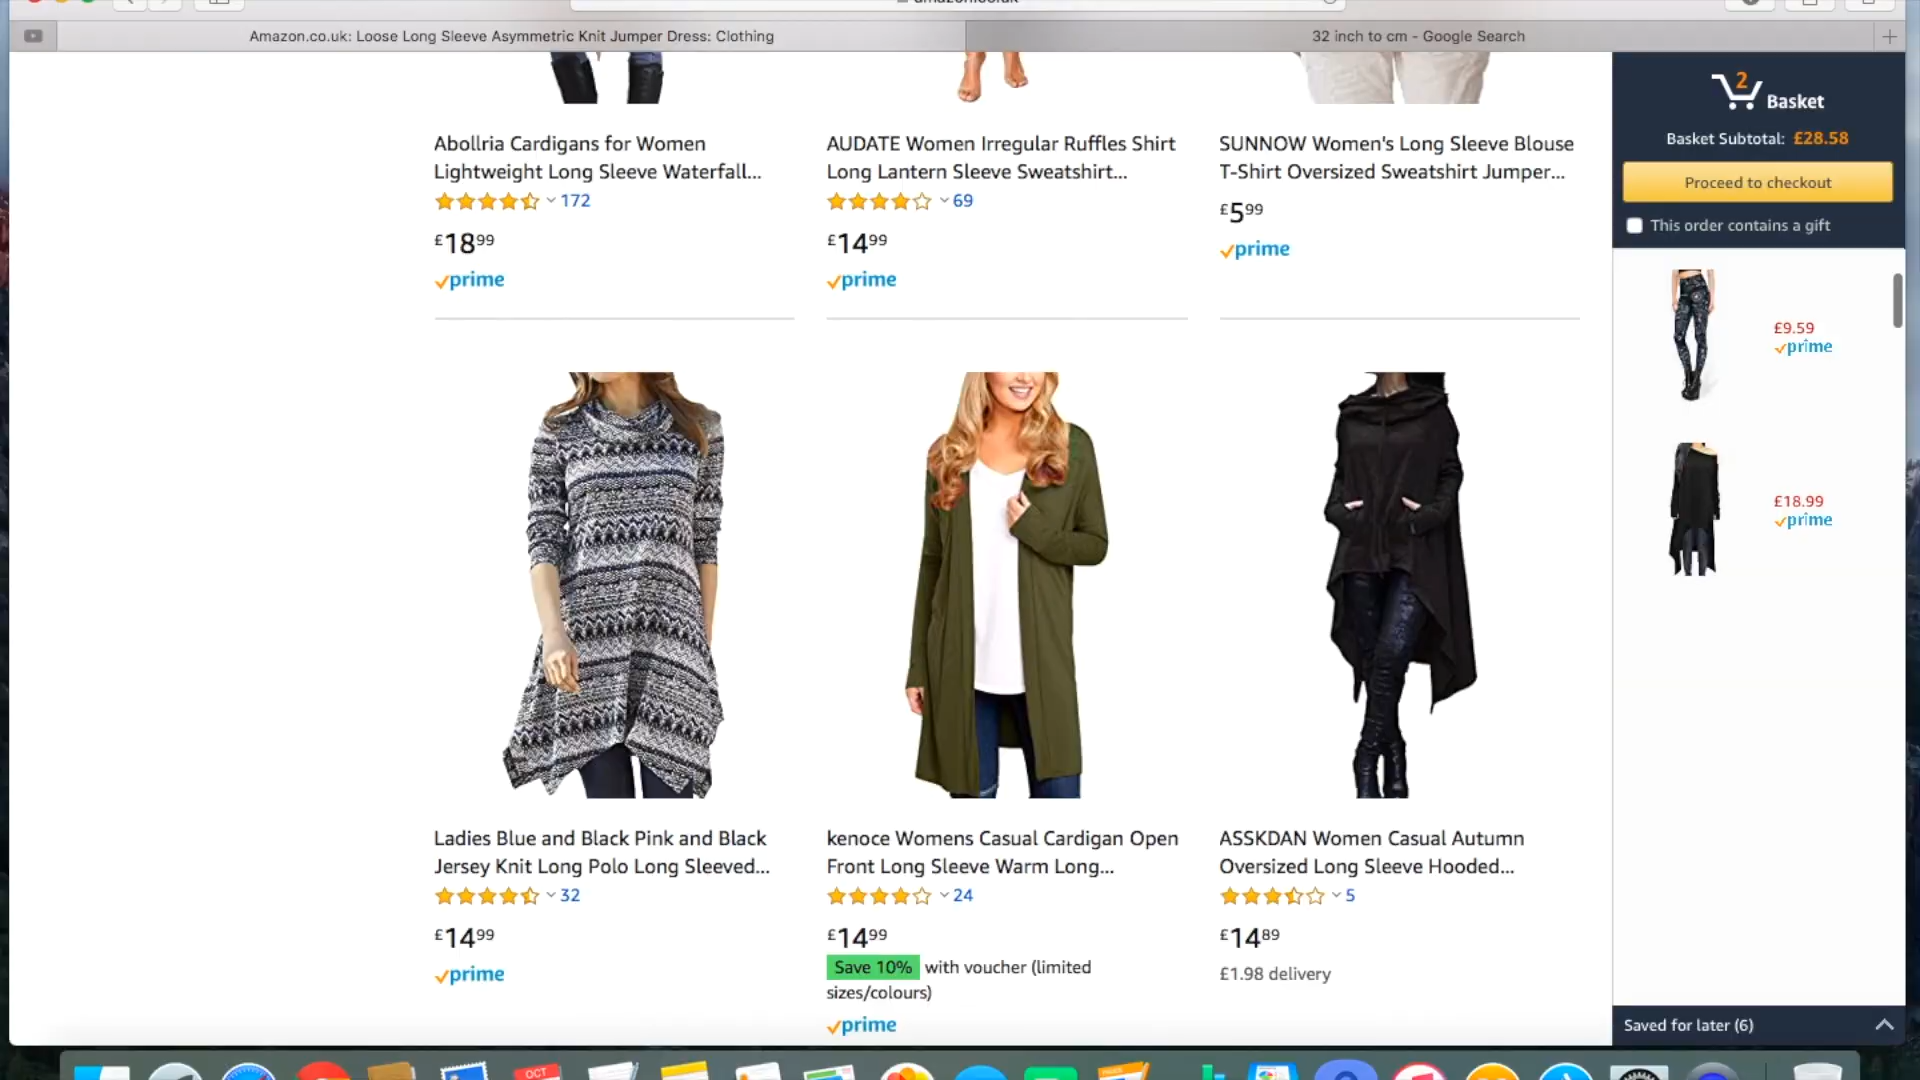 Amazon.co.uk: Loose Long Sleeve Asymmetric Knit Jumper Dress: Clothing
32 inch to cm - Google Search
2
Basket
Basket Subtotal: £28.58
Proceed to checkout
This order contains a gift
Abollria Cardigans for Women
Lightweight Long Sleeve Waterfall...
172
£18.99
prime
AUDATE Women Irregular Ruffles Shirt
Long Lantern Sleeve Sweatshirt...
69
£14.99
prime
SUNNOW Women's Long Sleeve Blouse
T-Shirt Oversized Sweatshirt Jumper...
£5.99
prime
£9.59
prime
£18.99
prime
Ladies Blue and Black Pink and Black
Jersey Knit Long Polo Long Sleeved...
32
£14.99
prime
kenoce Womens Casual Cardigan Open
Front Long Sleeve Warm Long...
24
£14.99
Save 10% with voucher (limited
sizes/colours)
prime
ASSKDAN Women Casual Autumn
Oversized Long Sleeve Hooded...
5
£14.89
£1.98 delivery
Saved for later (6)
OCT
PAGES